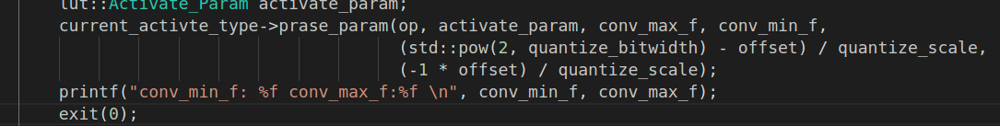 lut::Activate_Param activate_param;
current_activte_type->prase_param(op, activate_param, conv_max_f, conv_min_f,
(std::pow(2, quantize_bitwidth) - offset) / quantize_scale,
(-1 * offset) / quantize_scale);
printf("conv_min_f: %f conv_max_f:%f \n", conv_min_f, conv_max_f);
exit(0);